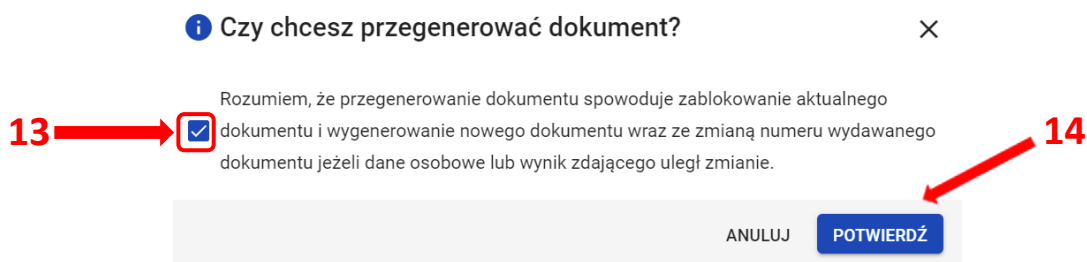 Czy chcesz przegenerować dokument?
Rozumiem, że przegenerowanie dokumentu spowoduje zablokowanie aktualnego
13 dokumentu i wygenerowanie nowego dokumentu wraz ze zmianą numeru wydawanego 14
dokumentu jeżeli dane osobowe lub wynik zdającego uległ zmianie.
ANULUJ POTWIERDŹ